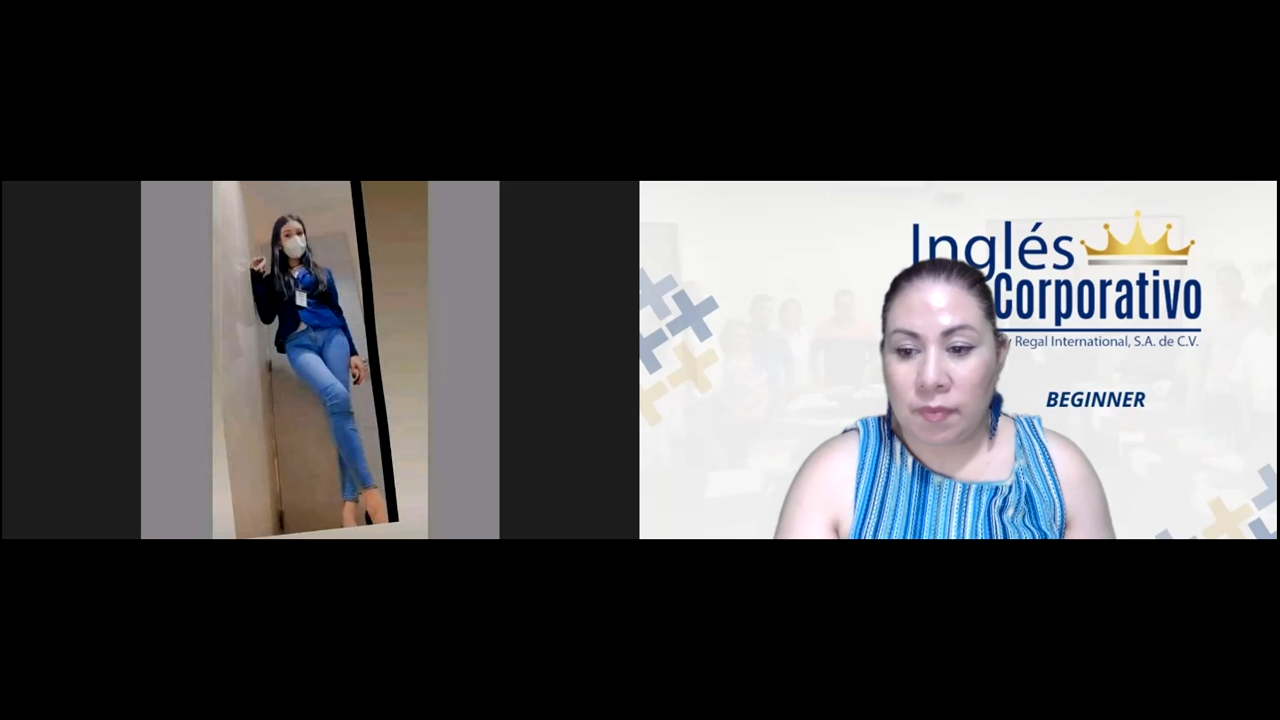 Inglés
Corporativo
Regal International, S.A. de C.V.
BEGINNER